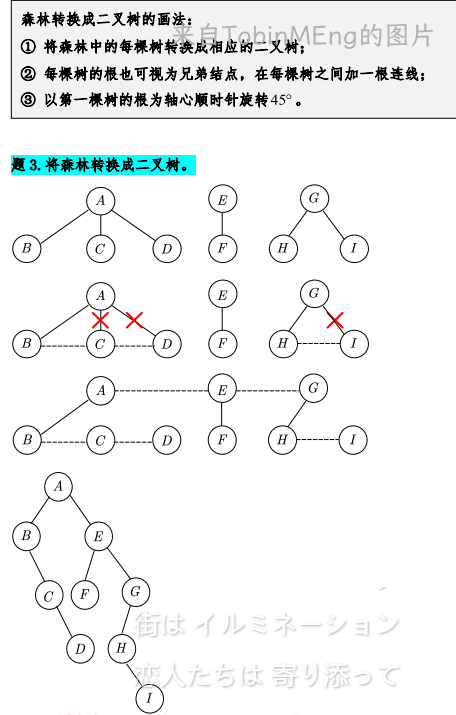 森林转换成二叉树的画法：
来自TohinMEng的图片
① 将森林中的每棵树转换成相应的二叉树；
② 每棵树的根也可视为兄弟结点，在每棵树之间加一根连线；
③ 以第一棵树的根为轴心顺时针旋转45°。
题 3. 将森林转换成二叉树。
A E G
B C D F H I
A E G
B C D F H I
A E G
B C D F H I
A
B E
C F G
D H
I
街は イルミネーション
恋人たちは 寄り添って